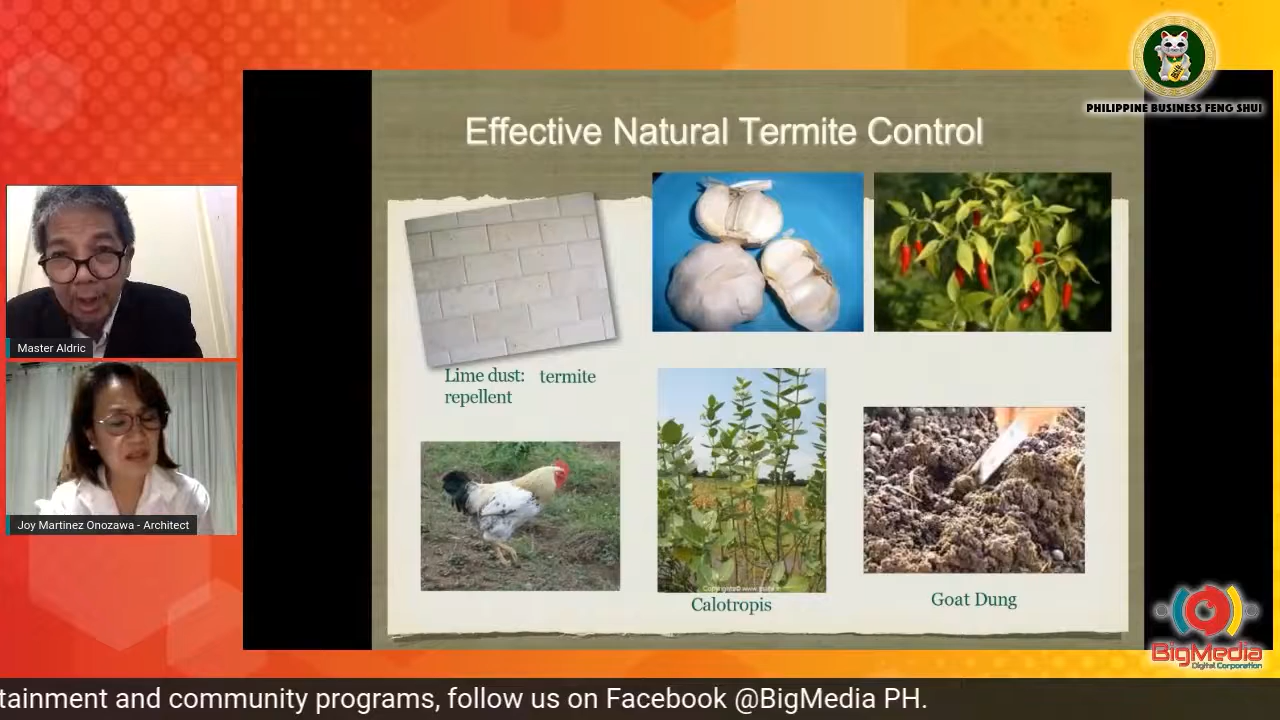 PHILIPPINE BUSINESS FENG SHUI
Effective Natural Termite Control
Master Aldric
Lime dust: termite
repellent
Joy Martinez Onozawa - Architect
Calotropis
Goat Dung
BigMedia
Digital Corporation
tainment and community programs, follow us on Facebook @BigMedia PH.